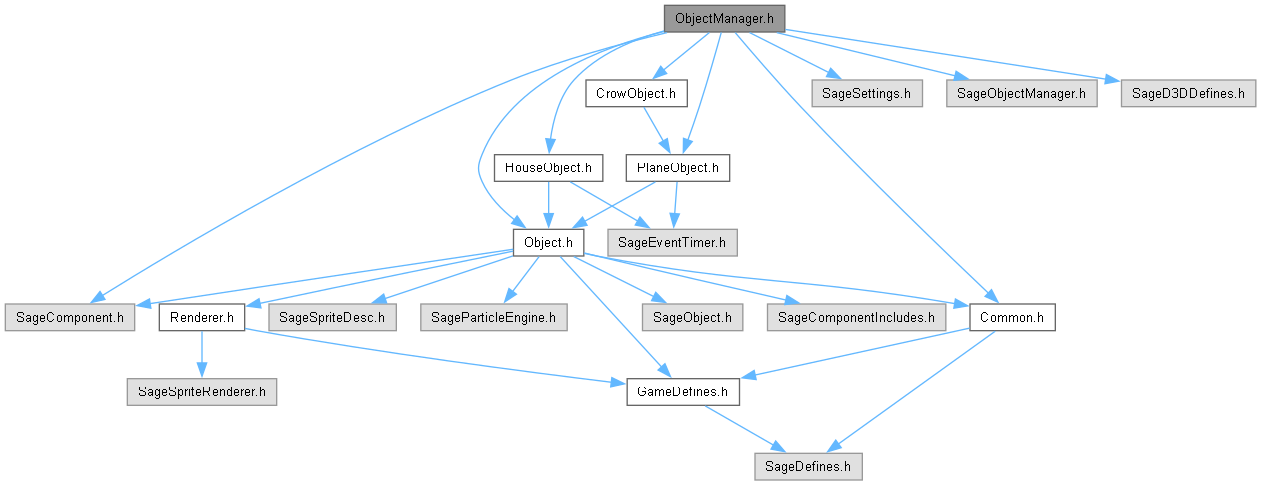 ObjectManager.h
CrowObject.h
SageSettings.h
SageObjectManager.h
SageD3DDefines.h
HouseObject.h
PlaneObject.h
Object.h
SageEventTimer.h
SageComponent.h
Renderer.h
SageSpriteDesc.h
SageParticleEngine.h
SageObject.h
SageComponentIncludes.h
Common.h
SageSpriteRenderer.h
GameDefines.h
SageDefines.h